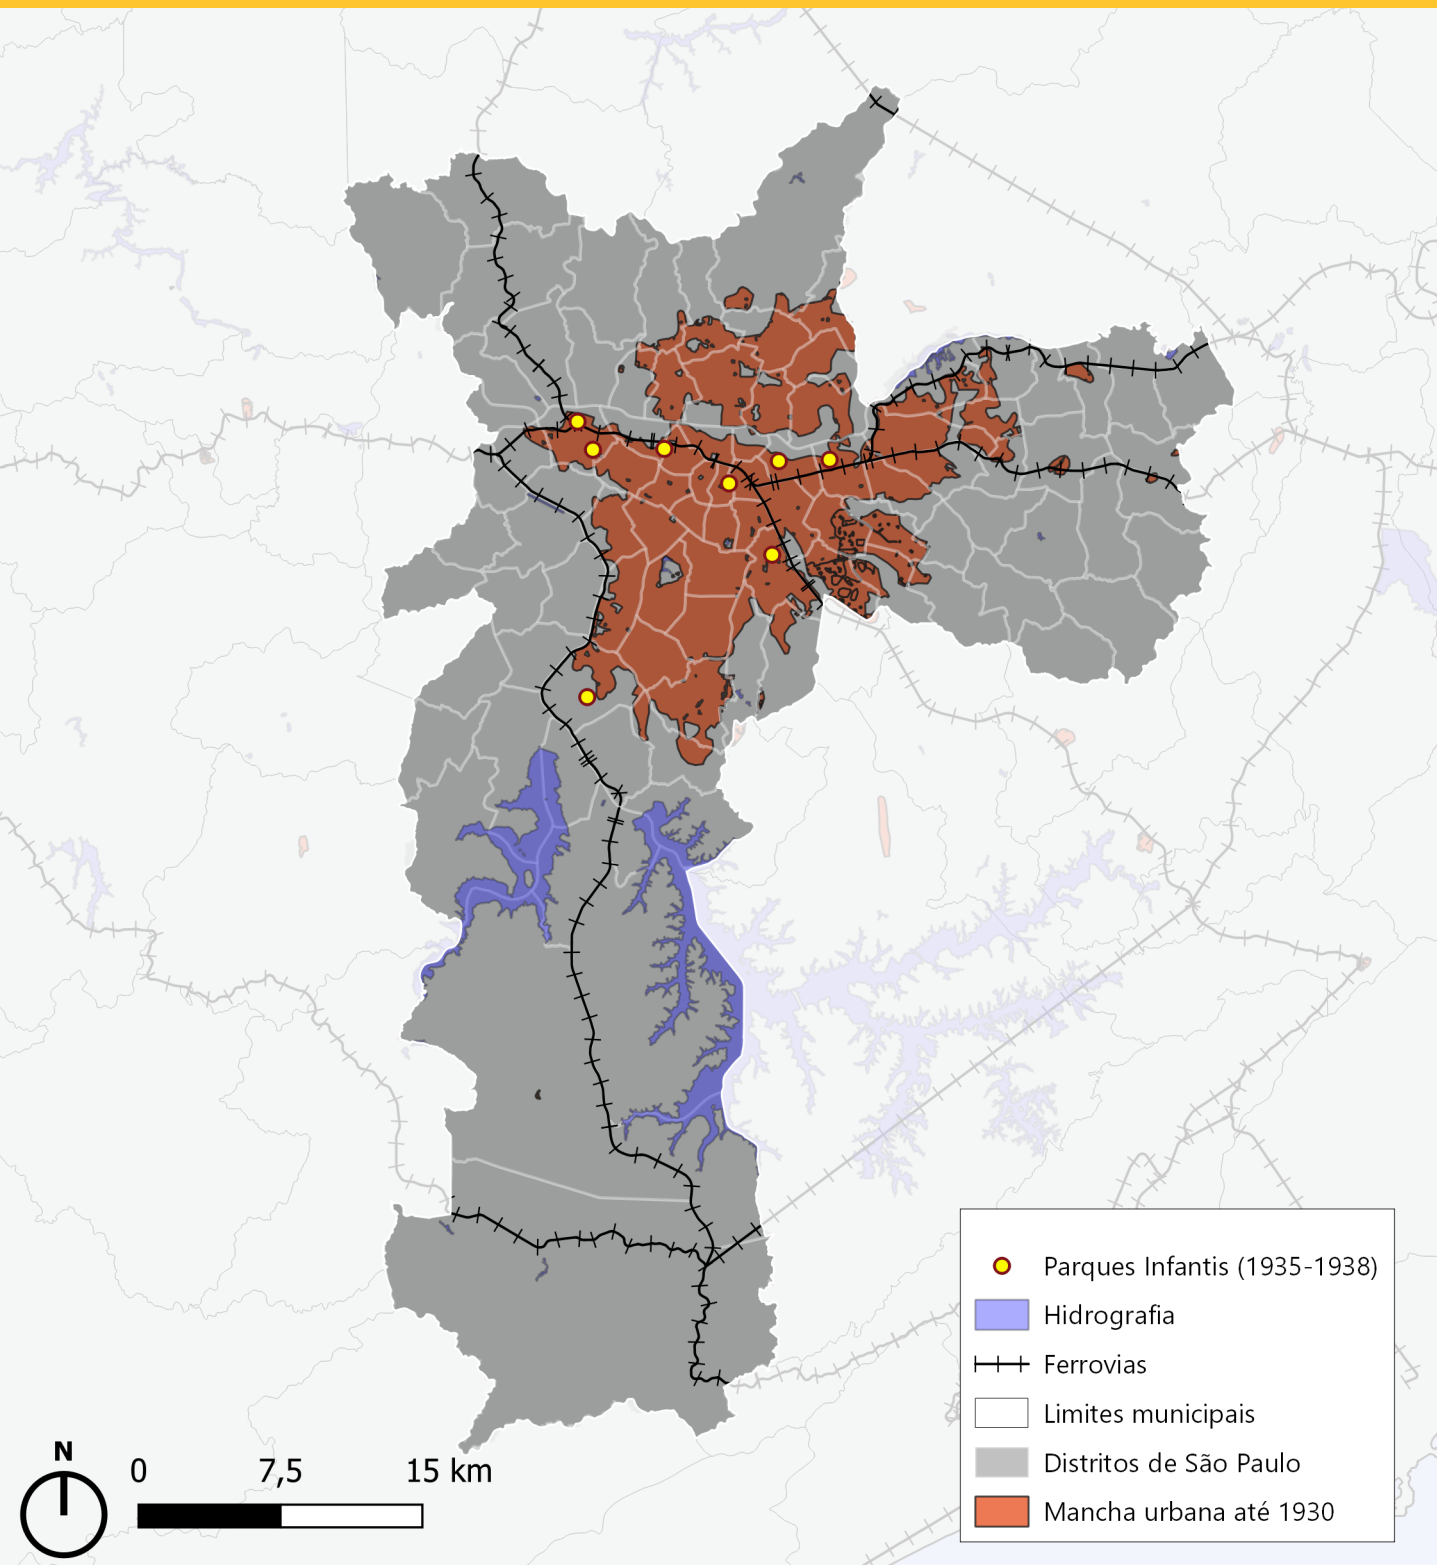 Parques Infantis (1935-1938)
Hidrografia
Ferrovias
Limites municipais
Distritos de São Paulo
Mancha urbana até 1930
N
0 7,5 15 km